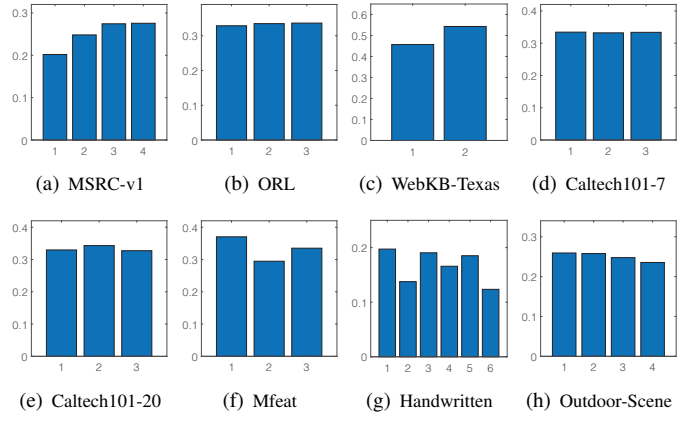 0.3
0.2
0.1
0
1 2 3 4
(a) MSRC-v1
0.3
0.2
0.1
0
1 2 3
(b) ORL
0.6
0.5
0.4
0.3
0.2
0.1
0
1 2
(c) WebKB-Texas
0.4
0.3
0.2
0.1
0
1 2 3
(d) Caltech101-7
0.4
0.3
0.2
0.1
0
1 2 3
(e) Caltech101-20
0.4
0.3
0.2
0.1
0
1 2 3
(f) Mfeat
0.2
0.1
0
1 2 3 4 5 6
(g) Handwritten
0.3
0.2
0.1
0
1 2 3 4
(h) Outdoor-Scene